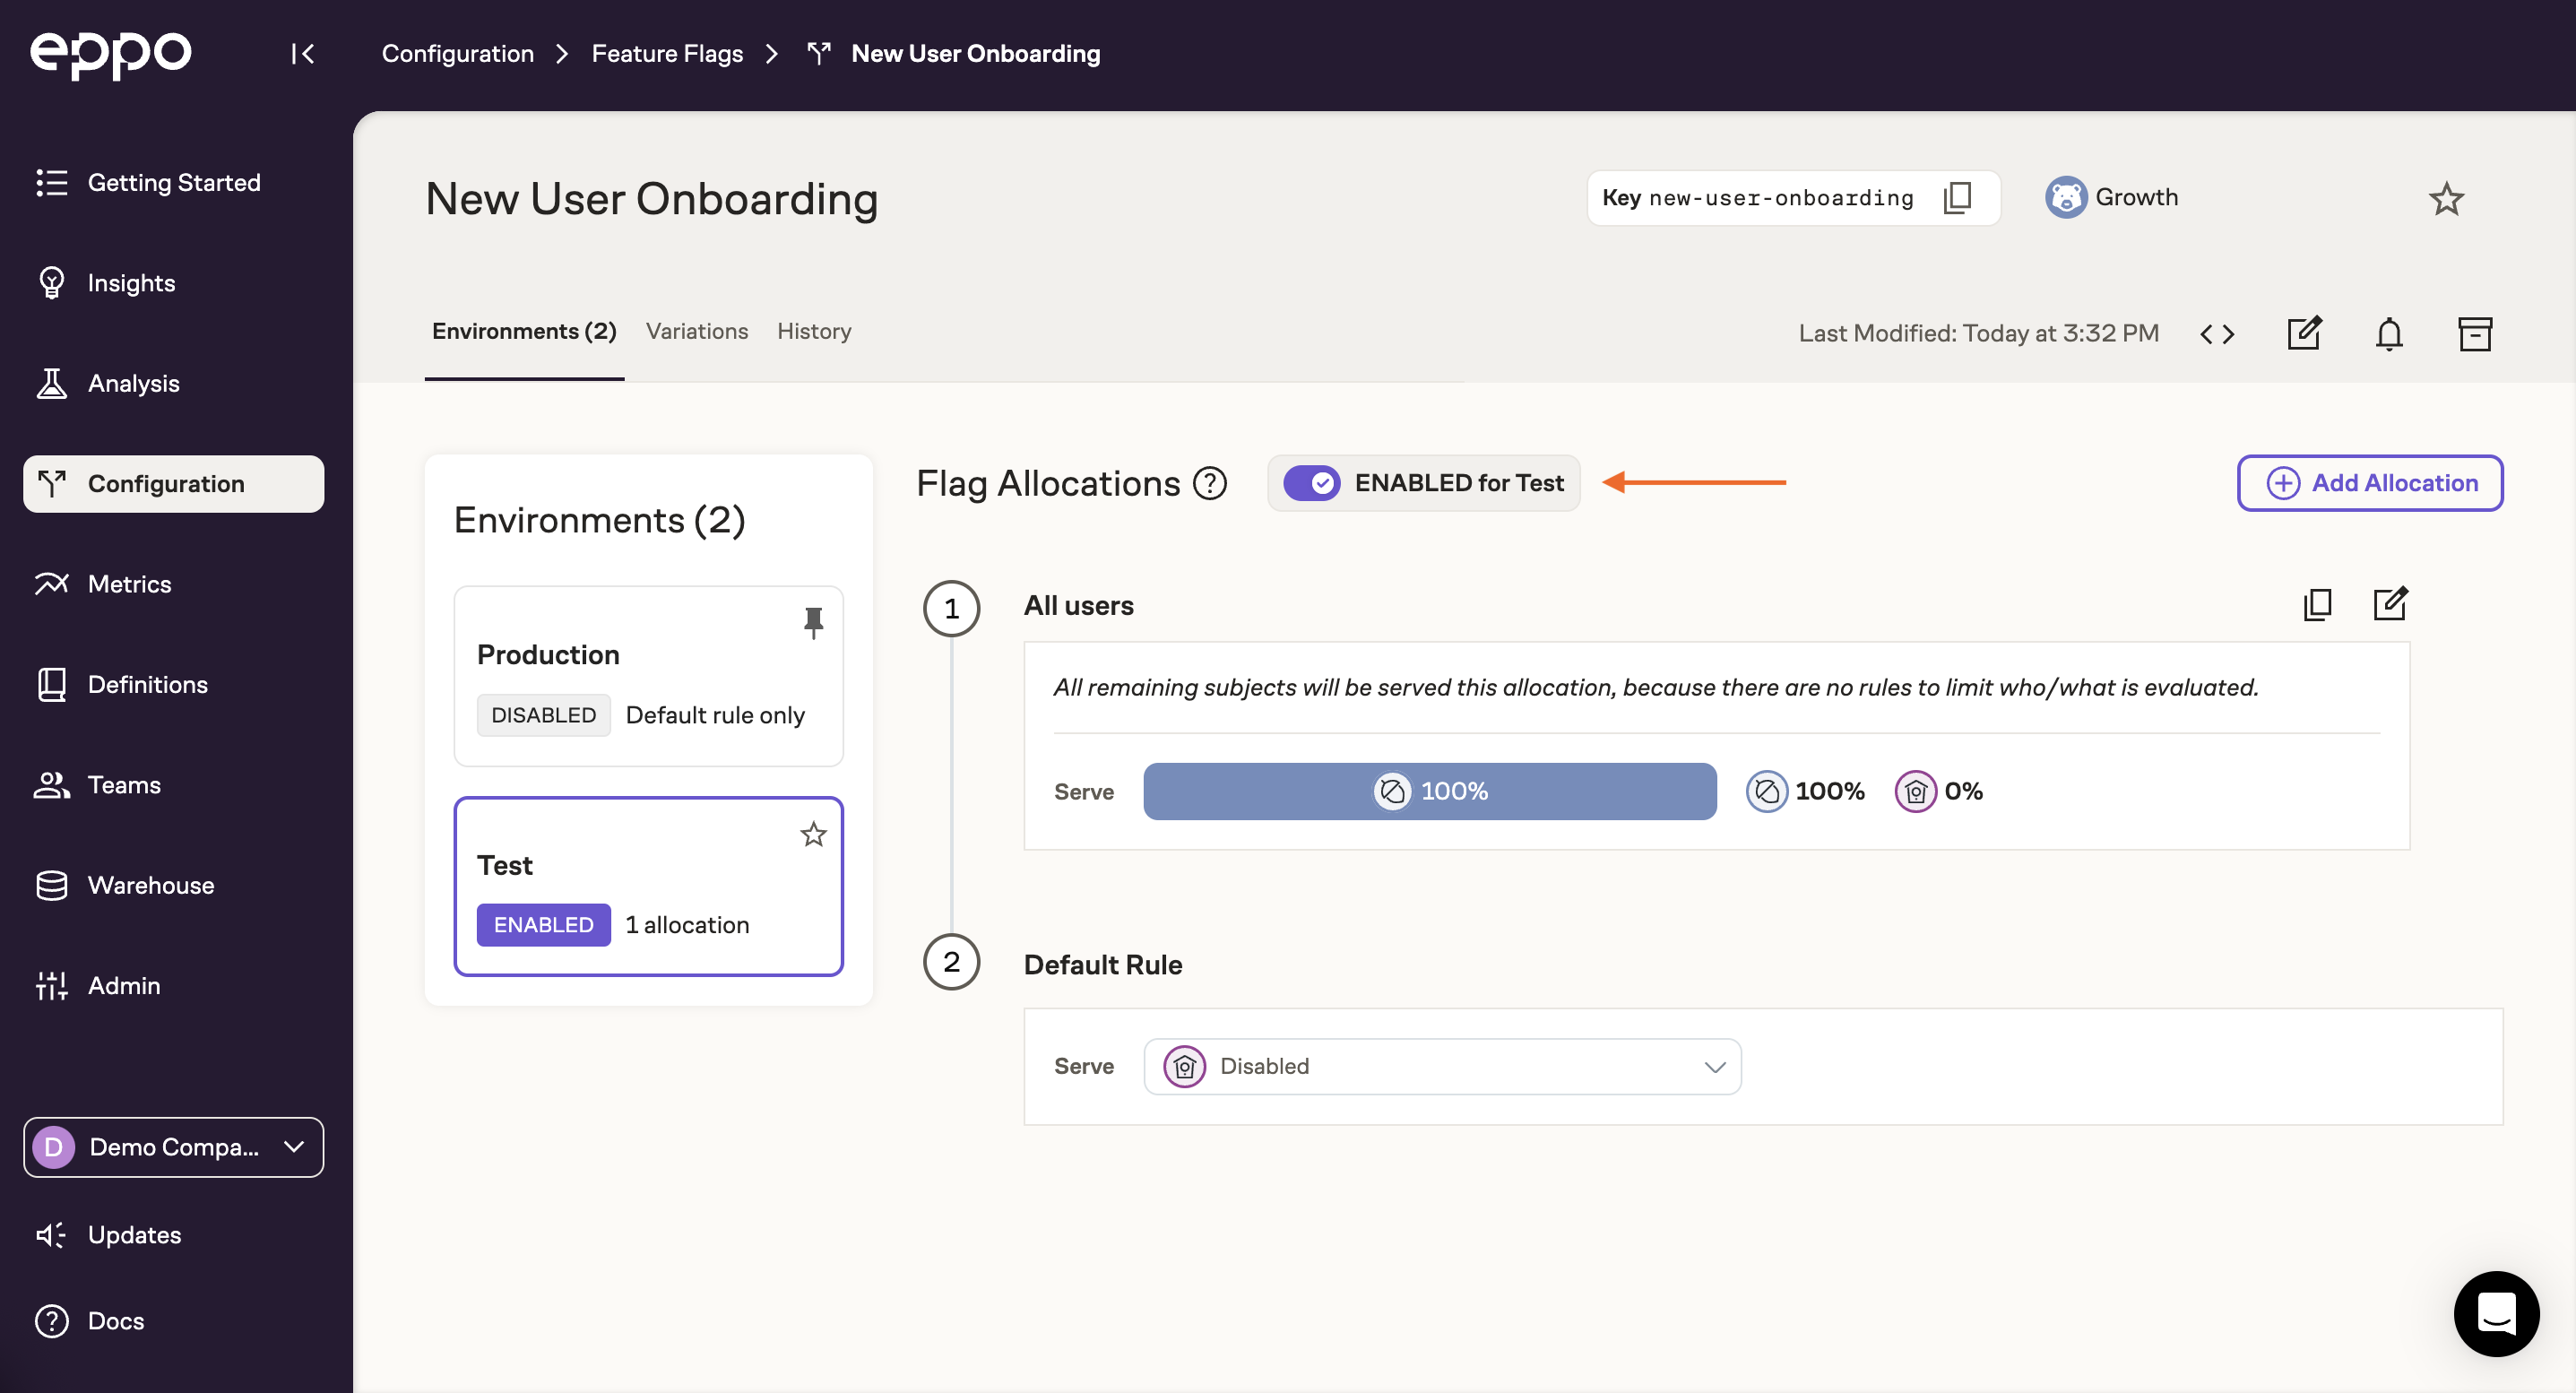 eppo
Configuration > Feature Flags > New User Onboarding
Getting Started
Insights
Analysis
Configuration
Metrics
Definitions
Teams
Warehouse
Admin
D Demo Compa...
Updates
Docs
New User Onboarding
Key new-user-onboarding
Growth
Environments (2) Variations History
Last Modified: Today at 3:32 PM
Environments (2)
Production
DISABLED Default rule only
Test
ENABLED 1 allocation
Flag Allocations ? ENABLED for Test
Add Allocation
1 All users
All remaining subjects will be served this allocation, because there are no rules to limit who/what is evaluated.
Serve 100% 100% 0%
2 Default Rule
Serve Disabled